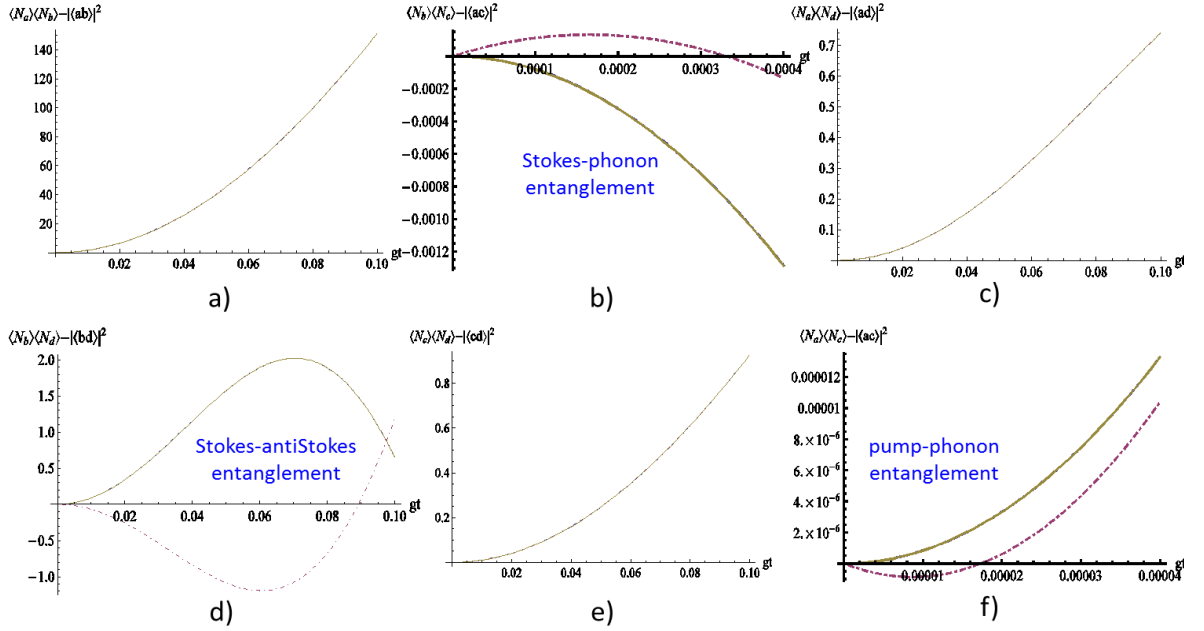 ⟨N_a⟩⟨N_b⟩−|⟨ab⟩|²
140
120
100
80
60
40
20
0.02 0.04 0.06 0.08 0.10 gt
a)
⟨N_b⟩⟨N_c⟩−|⟨ac⟩|²
gt
0.0001 0.0002 0.0003 0.0004
−0.0002
−0.0004
−0.0006
−0.0008
−0.0010
−0.0012
Stokes-phonon
entanglement
b)
⟨N_a⟩⟨N_d⟩−|⟨ad⟩|²
0.7
0.6
0.5
0.4
0.3
0.2
0.1
0.02 0.04 0.06 0.08 0.10 gt
c)
⟨N_b⟩⟨N_d⟩−|⟨bd⟩|²
2.0
1.5
1.0
0.5
−0.5
−1.0
0.02 0.04 0.06 0.08 0.10 gt
Stokes-antiStokes
entanglement
d)
⟨N_c⟩⟨N_d⟩−|⟨cd⟩|²
0.8
0.6
0.4
0.2
0.02 0.04 0.06 0.08 0.10 gt
e)
⟨N_a⟩⟨N_c⟩−|⟨ac⟩|²
0.000012
0.00001
8.×10⁻⁶
6.×10⁻⁶
4.×10⁻⁶
2.×10⁻⁶
0.00001 0.00002 0.00003 0.00004 gt
pump-phonon
entanglement
f)